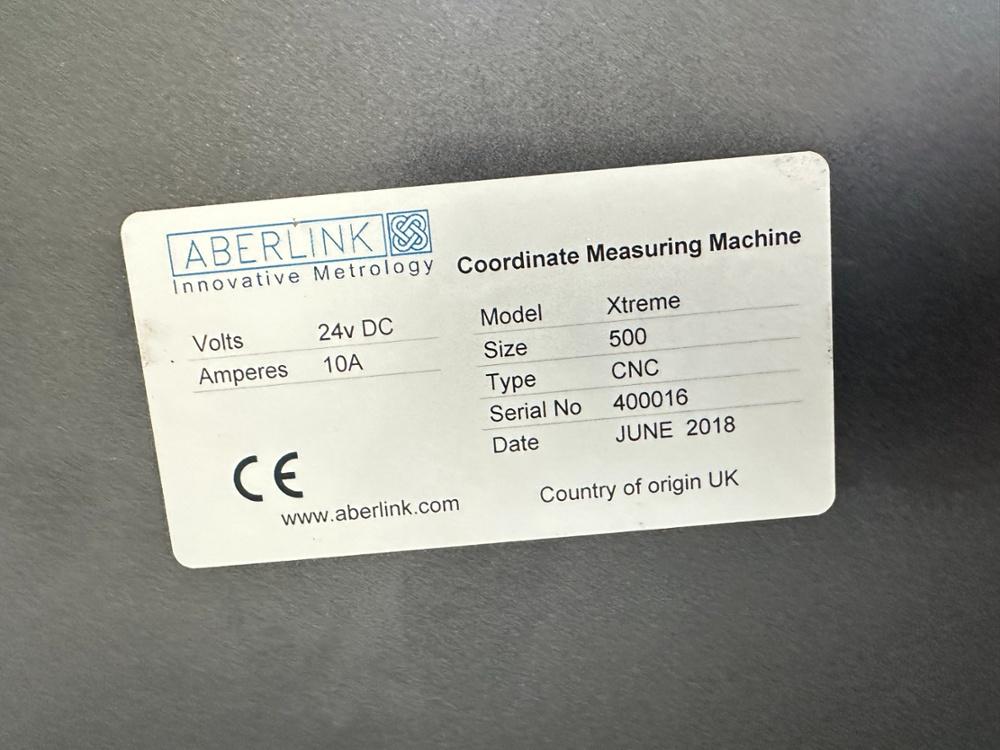 ABERLINK
Innovative Metrology
Coordinate Measuring Machine
Volts 24v DC
Amperes 10A
Model Xtreme
Size 500
Type CNC
Serial No 400016
Date JUNE 2018
CE
www.aberlink.com
Country of origin UK